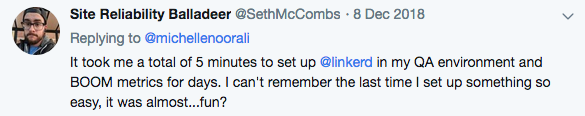 Site Reliability Balladeer @SethMcCombs · 8 Dec 2018
Replying to @michellenoorali
It took me a total of 5 minutes to set up @linkerd in my QA environment and
BOOM metrics for days. I can't remember the last time I set up something so
easy, it was almost...fun?